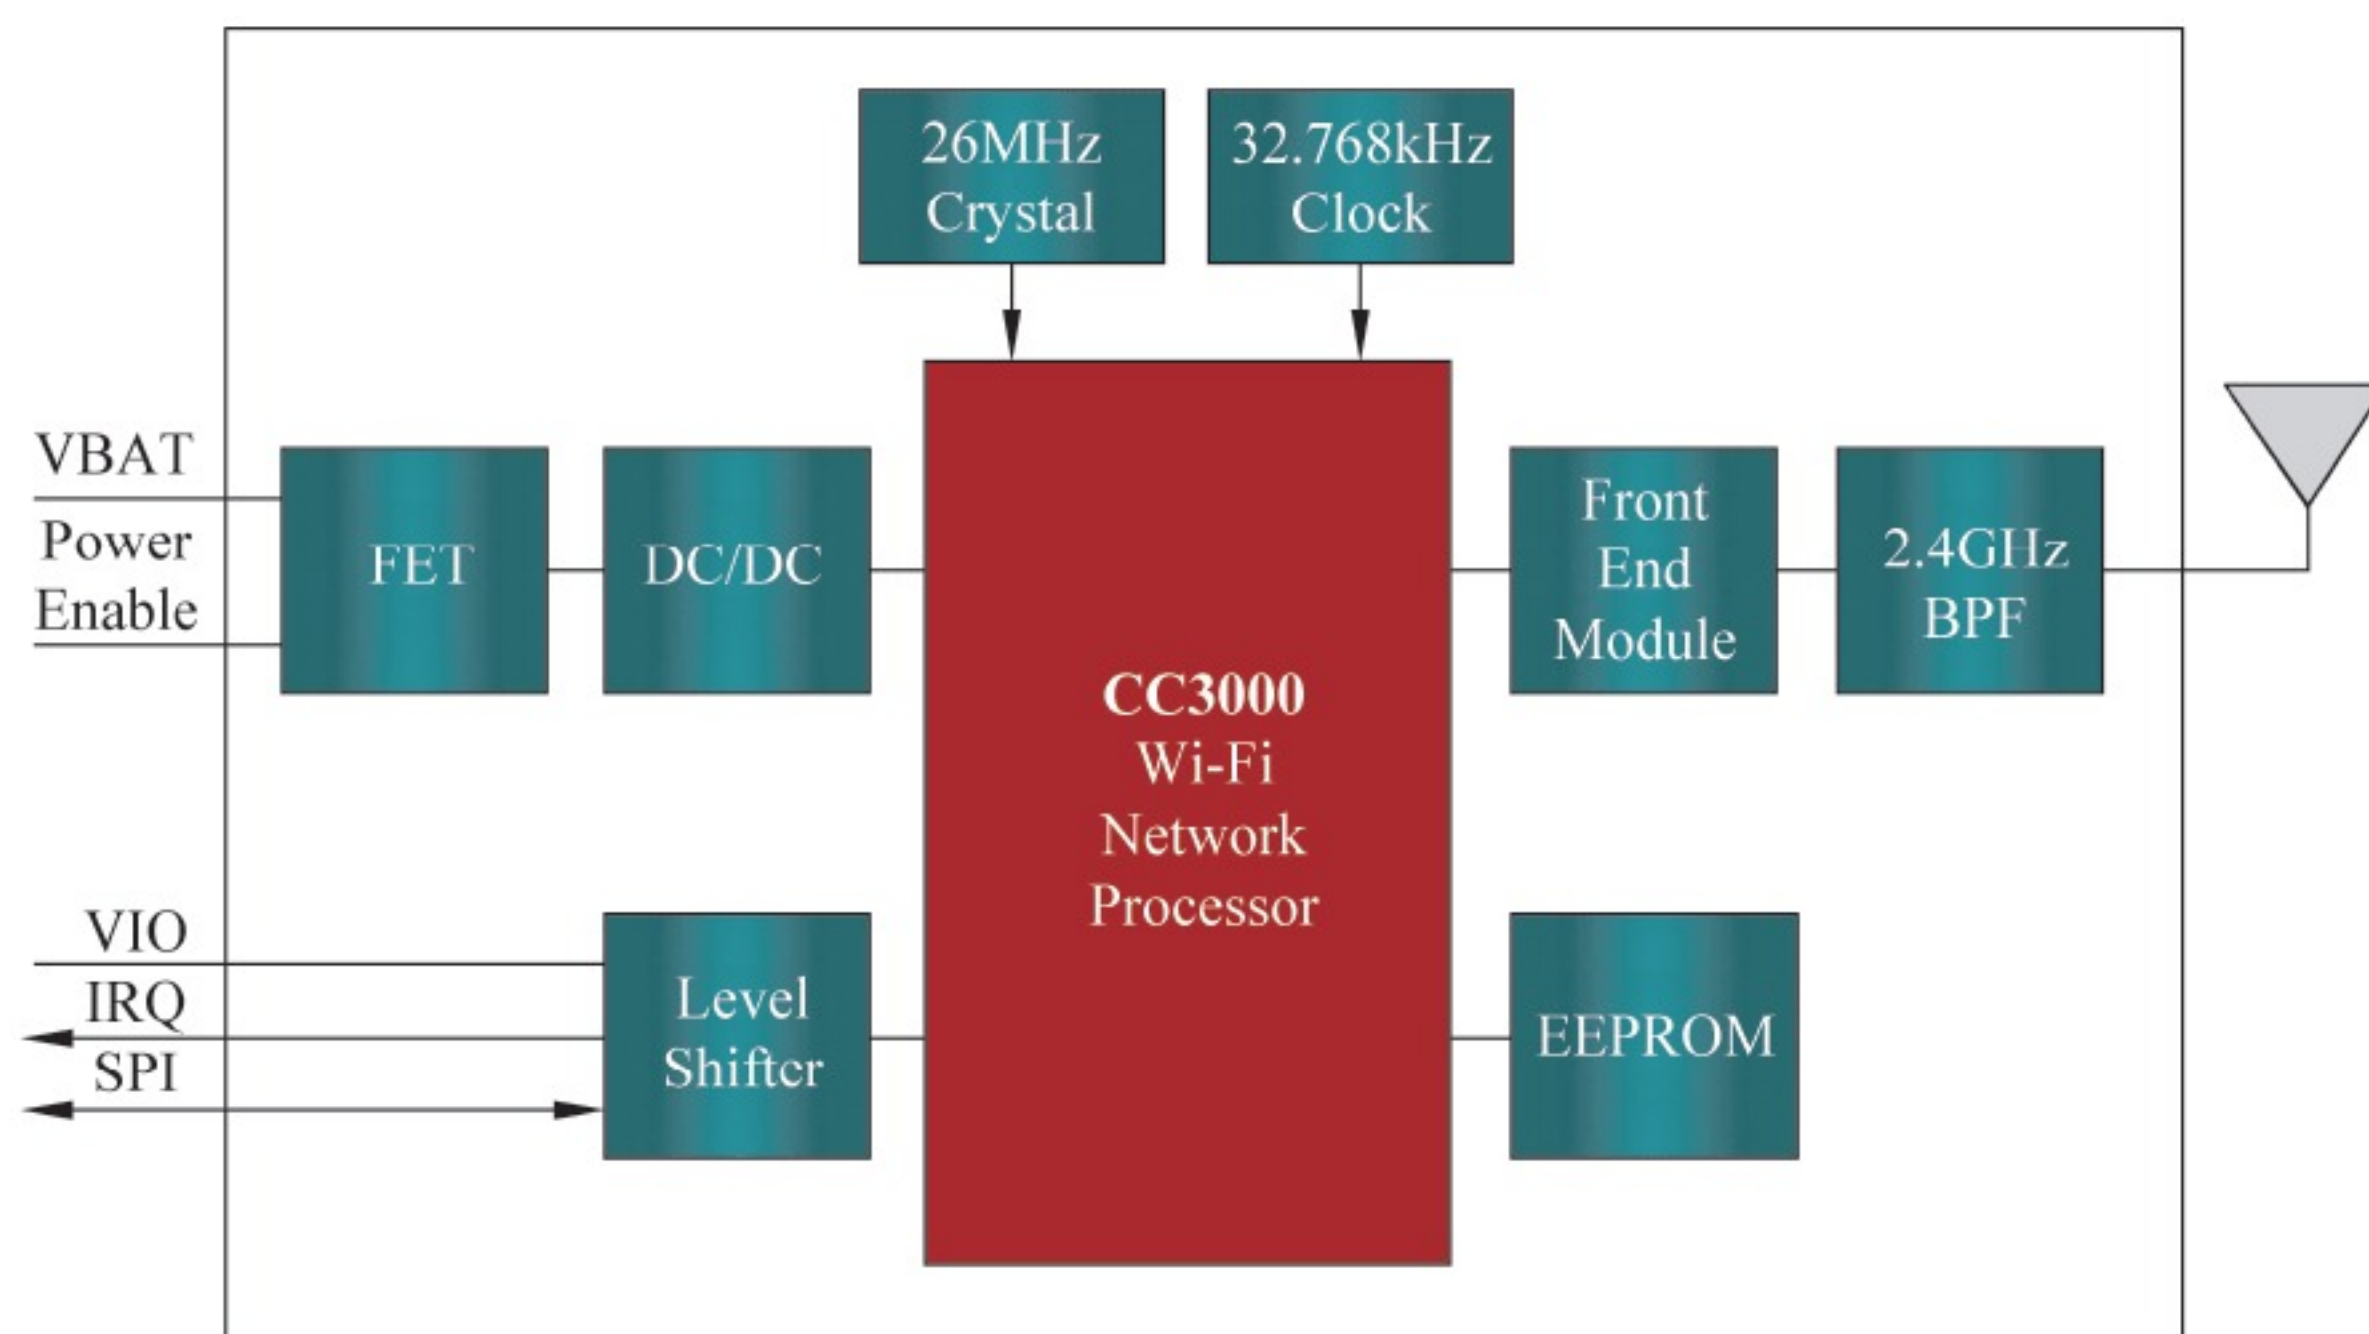 26MHz
Crystal
32.768kHz
Clock
VBAT
Power
Enable
FET
DC/DC
CC3000
Wi-Fi
Network
Processor
Front
End
Module
2.4GHz
BPF
VIO
IRQ
SPI
Level
Shifter
EEPROM